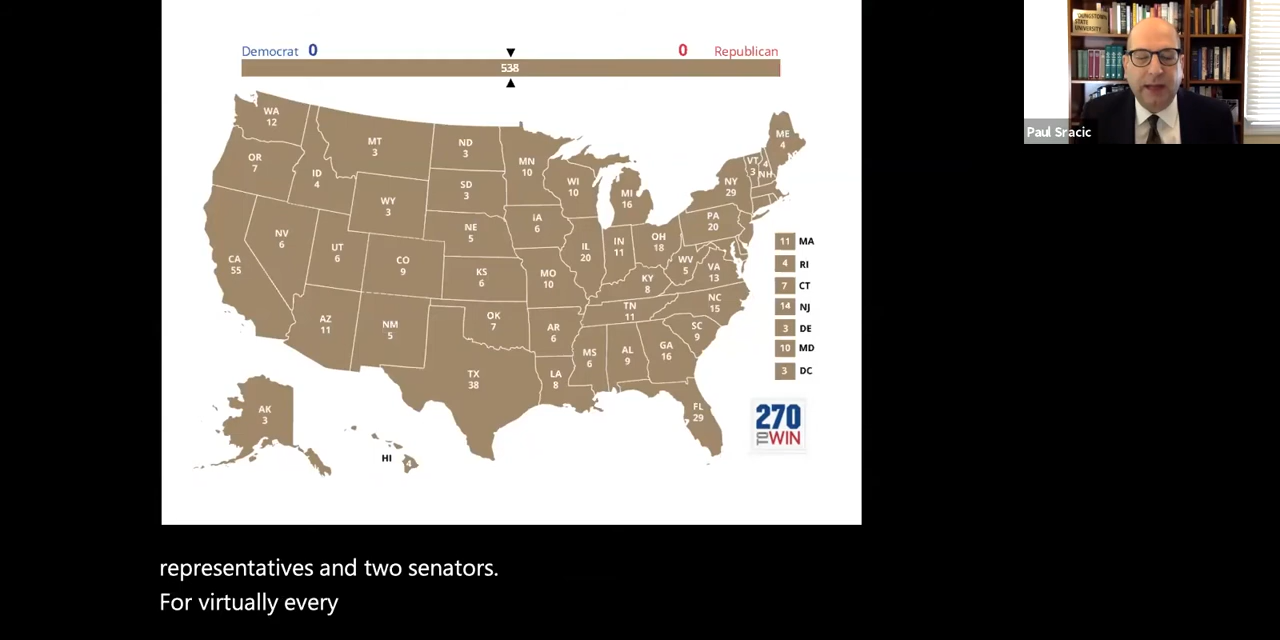 Democrat 0
0 Republican
538
WA
12
OR
7
CA
55
NV
6
ID
4
MT
3
WY
3
UT
6
CO
9
AZ
11
NM
5
ND
3
SD
3
NE
5
KS
6
OK
7
TX
38
MN
10
IA
6
MO
10
AR
6
LA
8
WI
10
IL
20
MI
16
IN
11
OH
18
KY
8
TN
11
MS
6
AL
9
GA
16
FL
29
SC
9
NC
15
VA
13
WV
5
PA
20
NY
29
VT
3
4
NH
ME
4
AK
3
HI
4
11 MA
4 RI
7 CT
14 NJ
3 DE
10 MD
3 DC
270
TO WIN
YOUNGSTOWN
STATE
UNIVERSITY
Paul Sracic
representatives and two senators.
For virtually every